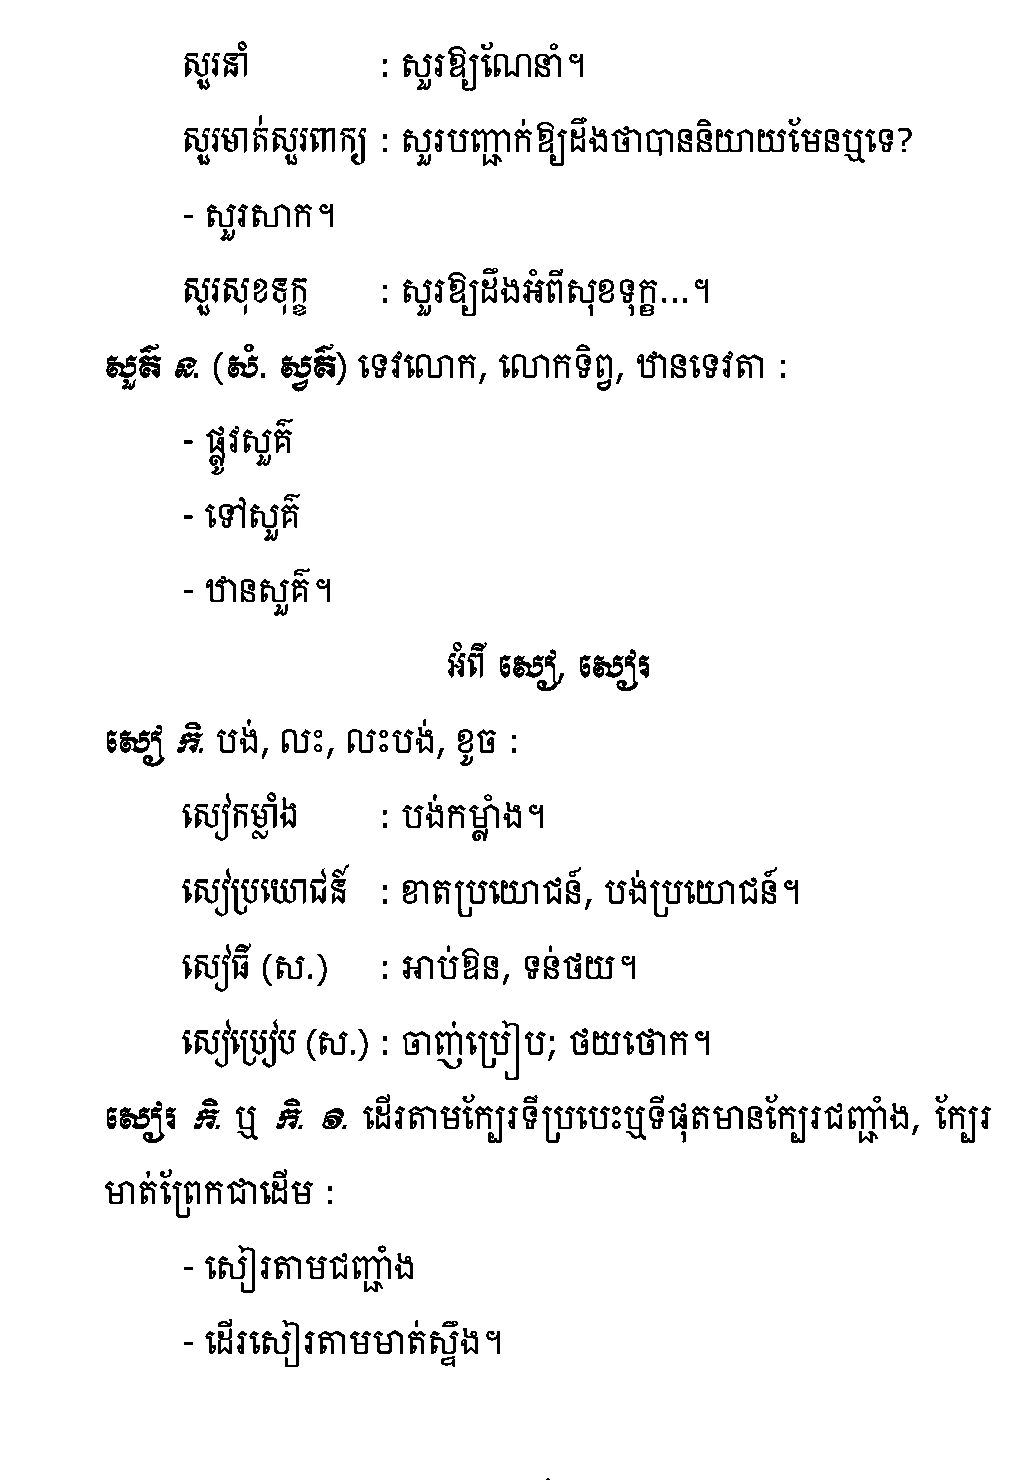 សួរនាំ : សួរឱ្យណែនាំ។
សួរមាត់សួរពាក្យ : សួរបញ្ជាក់ឱ្យដឹងថាបាននិយាយមែនឬទេ?
- សួរសាក។
សួរសុខទុក្ខ : សួរឱ្យដឹងអំពីសុខទុក្ខ...។
សួគ៌ ន. (សំ. ស្វគ៌) ទេវលោក, លោកទិព្វ, ឋានទេវតា :
- ផ្លូវសួគ៌
- ទៅសួគ៌
- ឋានសួគ៌។
អំពី សៀ, សៀរ
សៀ កិ. បង់, លះ, លះបង់, ខូច :
សៀកម្លាំង : បង់កម្លាំង។
សៀប្រយោជន៍ : ខាតប្រយោជន៍, បង់ប្រយោជន៍។
សៀធី (ស.) : អាប់ឱន, ទន់ថយ។
សៀប្រៀប (ស.) : ចាញ់ប្រៀប; ថយថោក។
សៀរ កិ. ឬ កិ. ១. ដើរតាមក្បែរទីប្របេះឬទីផុតមានក្បែរជញ្ជាំង, ក្បែរ
មាត់ព្រែកជាដើម :
- សៀរតាមជញ្ជាំង
- ដើរសៀរតាមមាត់ស្ទឹង។